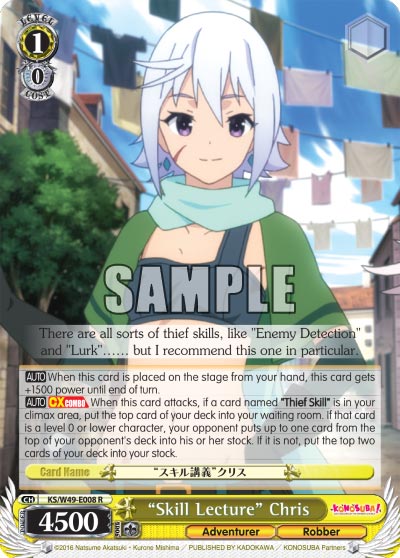 LEVEL
1
0
COST
SAMPLE
There are all sorts of thief skills, like "Enemy Detection"
and "Lurk"…… but I recommend this one in particular.
AUTO When this card is placed on the stage from your hand, this card gets
+1500 power until end of turn.
AUTO CX COMBO When this card attacks, if a card named "Thief Skill" is in your
climax area, put the top card of your deck into your waiting room. If that card
is a level 0 or lower character, your opponent puts up to one card from the
top of your opponent's deck into his or her stock. If it is not, put the top two
cards of your deck into stock.
Card Name
"スキル講義"クリス
CH
KS/W49-E008 R
4500
"Skill Lecture" Chris
KONOSUBA!
Adventurer
Robber
©2016 Natsume Akatsuki・Kurone Mishima / PUBLISHED BY KADOKAWA / KONOSUBA Partners